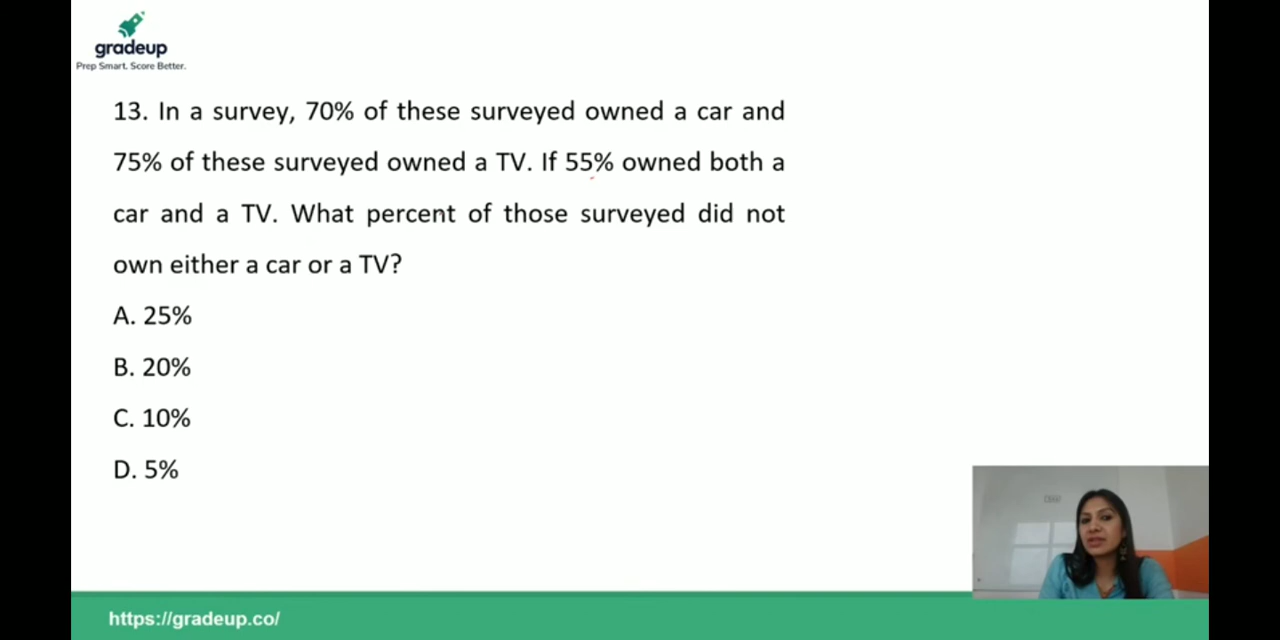 gradeup
Prep Smart. Score Better.
13. In a survey, 70% of these surveyed owned a car and
75% of these surveyed owned a TV. If 55% owned both a
car and a TV. What percent of those surveyed did not
own either a car or a TV?
A. 25%
B. 20%
C. 10%
D. 5%
https://gradeup.co/